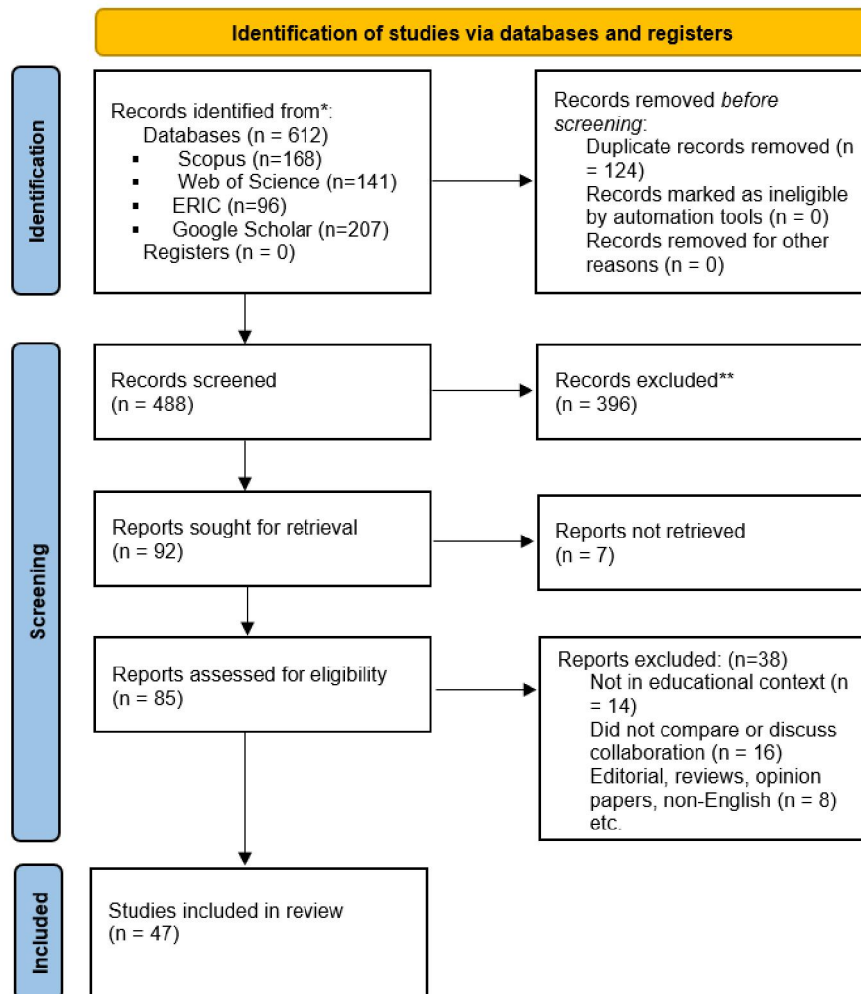 Identification of studies via databases and registers
Identification
Records identified from*:
Databases (n = 612)
▪ Scopus (n=168)
▪ Web of Science (n=141)
▪ ERIC (n=96)
▪ Google Scholar (n=207)
Registers (n = 0)
Records removed before
screening:
Duplicate records removed (n
= 124)
Records marked as ineligible
by automation tools (n = 0)
Records removed for other
reasons (n = 0)
Screening
Records screened
(n = 488)
Records excluded**
(n = 396)
Reports sought for retrieval
(n = 92)
Reports not retrieved
(n = 7)
Reports assessed for eligibility
(n = 85)
Reports excluded: (n=38)
Not in educational context (n
= 14)
Did not compare or discuss
collaboration (n = 16)
Editorial, reviews, opinion
papers, non-English (n = 8)
etc.
Included
Studies included in review
(n = 47)